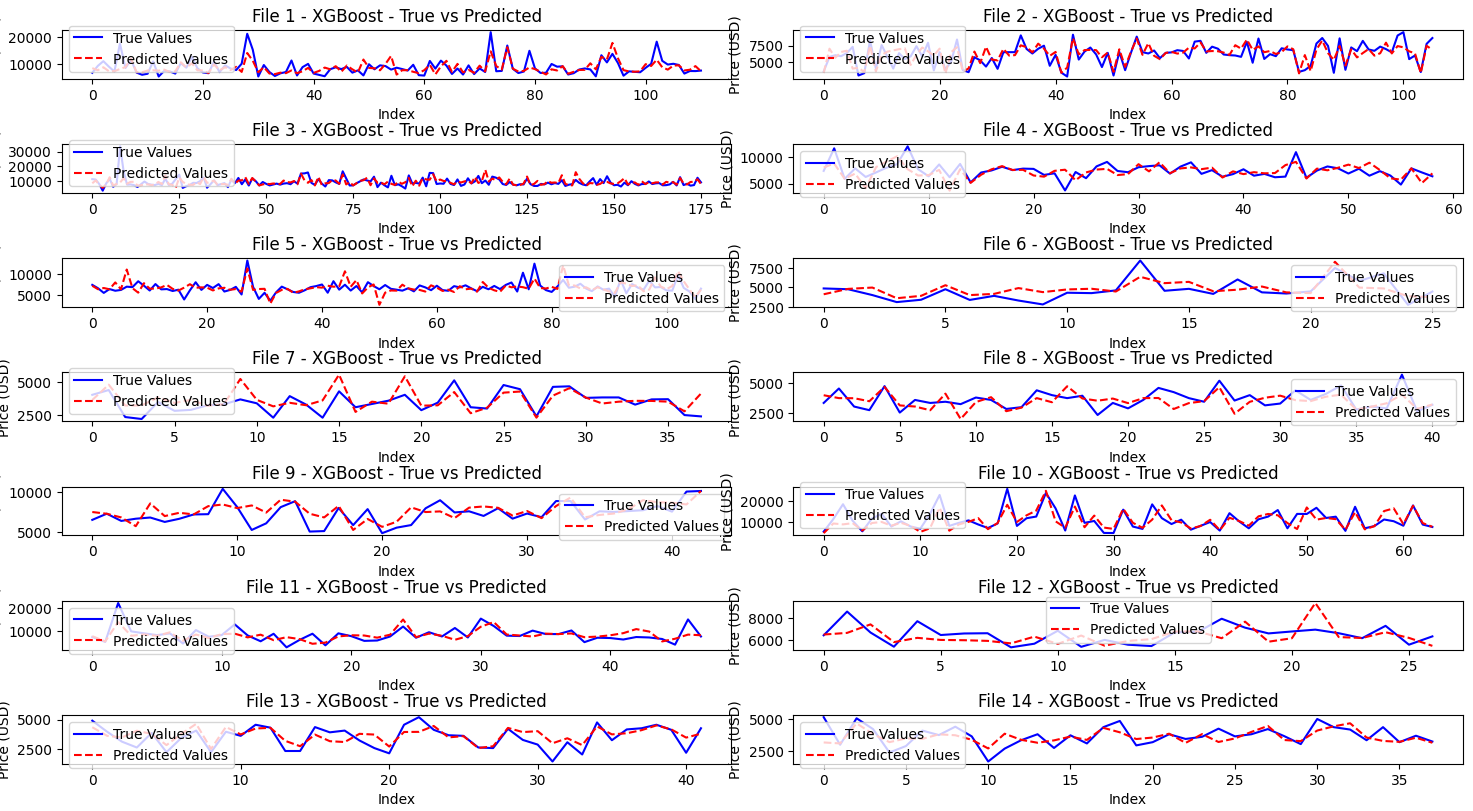 File 1 - XGBoost - True vs Predicted
20000
10000
True Values
Predicted Values
0 20 40 60 80 100
Index
File 2 - XGBoost - True vs Predicted
Price (USD)
7500
5000
True Values
Predicted Values
0 20 40 60 80 100
Index
File 3 - XGBoost - True vs Predicted
30000
20000
10000
True Values
Predicted Values
0 25 50 75 100 125 150 175
Index
File 4 - XGBoost - True vs Predicted
Price (USD)
10000
5000
True Values
Predicted Values
0 10 20 30 40 50 60
Index
File 5 - XGBoost - True vs Predicted
10000
5000
True Values
Predicted Values
0 20 40 60 80 100
Index
File 6 - XGBoost - True vs Predicted
Price (USD)
7500
5000
2500
True Values
Predicted Values
0 5 10 15 20 25
Index
File 7 - XGBoost - True vs Predicted
Price (USD)
5000
2500
True Values
Predicted Values
0 5 10 15 20 25 30 35
Index
File 8 - XGBoost - True vs Predicted
Price (USD)
5000
2500
True Values
Predicted Values
0 5 10 15 20 25 30 35 40
Index
File 9 - XGBoost - True vs Predicted
10000
5000
True Values
Predicted Values
0 10 20 30 40
Index
File 10 - XGBoost - True vs Predicted
Price (USD)
20000
10000
True Values
Predicted Values
0 10 20 30 40 50 60
Index
File 11 - XGBoost - True vs Predicted
20000
10000
True Values
Predicted Values
0 10 20 30 40
Index
File 12 - XGBoost - True vs Predicted
Price (USD)
8000
6000
True Values
Predicted Values
0 5 10 15 20 25
Index
File 13 - XGBoost - True vs Predicted
Price (USD)
5000
2500
True Values
Predicted Values
0 10 20 30 40
Index
File 14 - XGBoost - True vs Predicted
Price (USD)
5000
2500
True Values
Predicted Values
0 5 10 15 20 25 30 35
Index